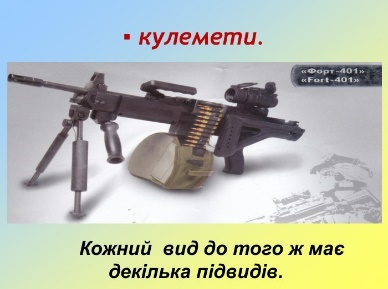 ▪ кулемети.
«Форт-401»
«Fort-401»
Кожний вид до того ж має
декілька підвидів.